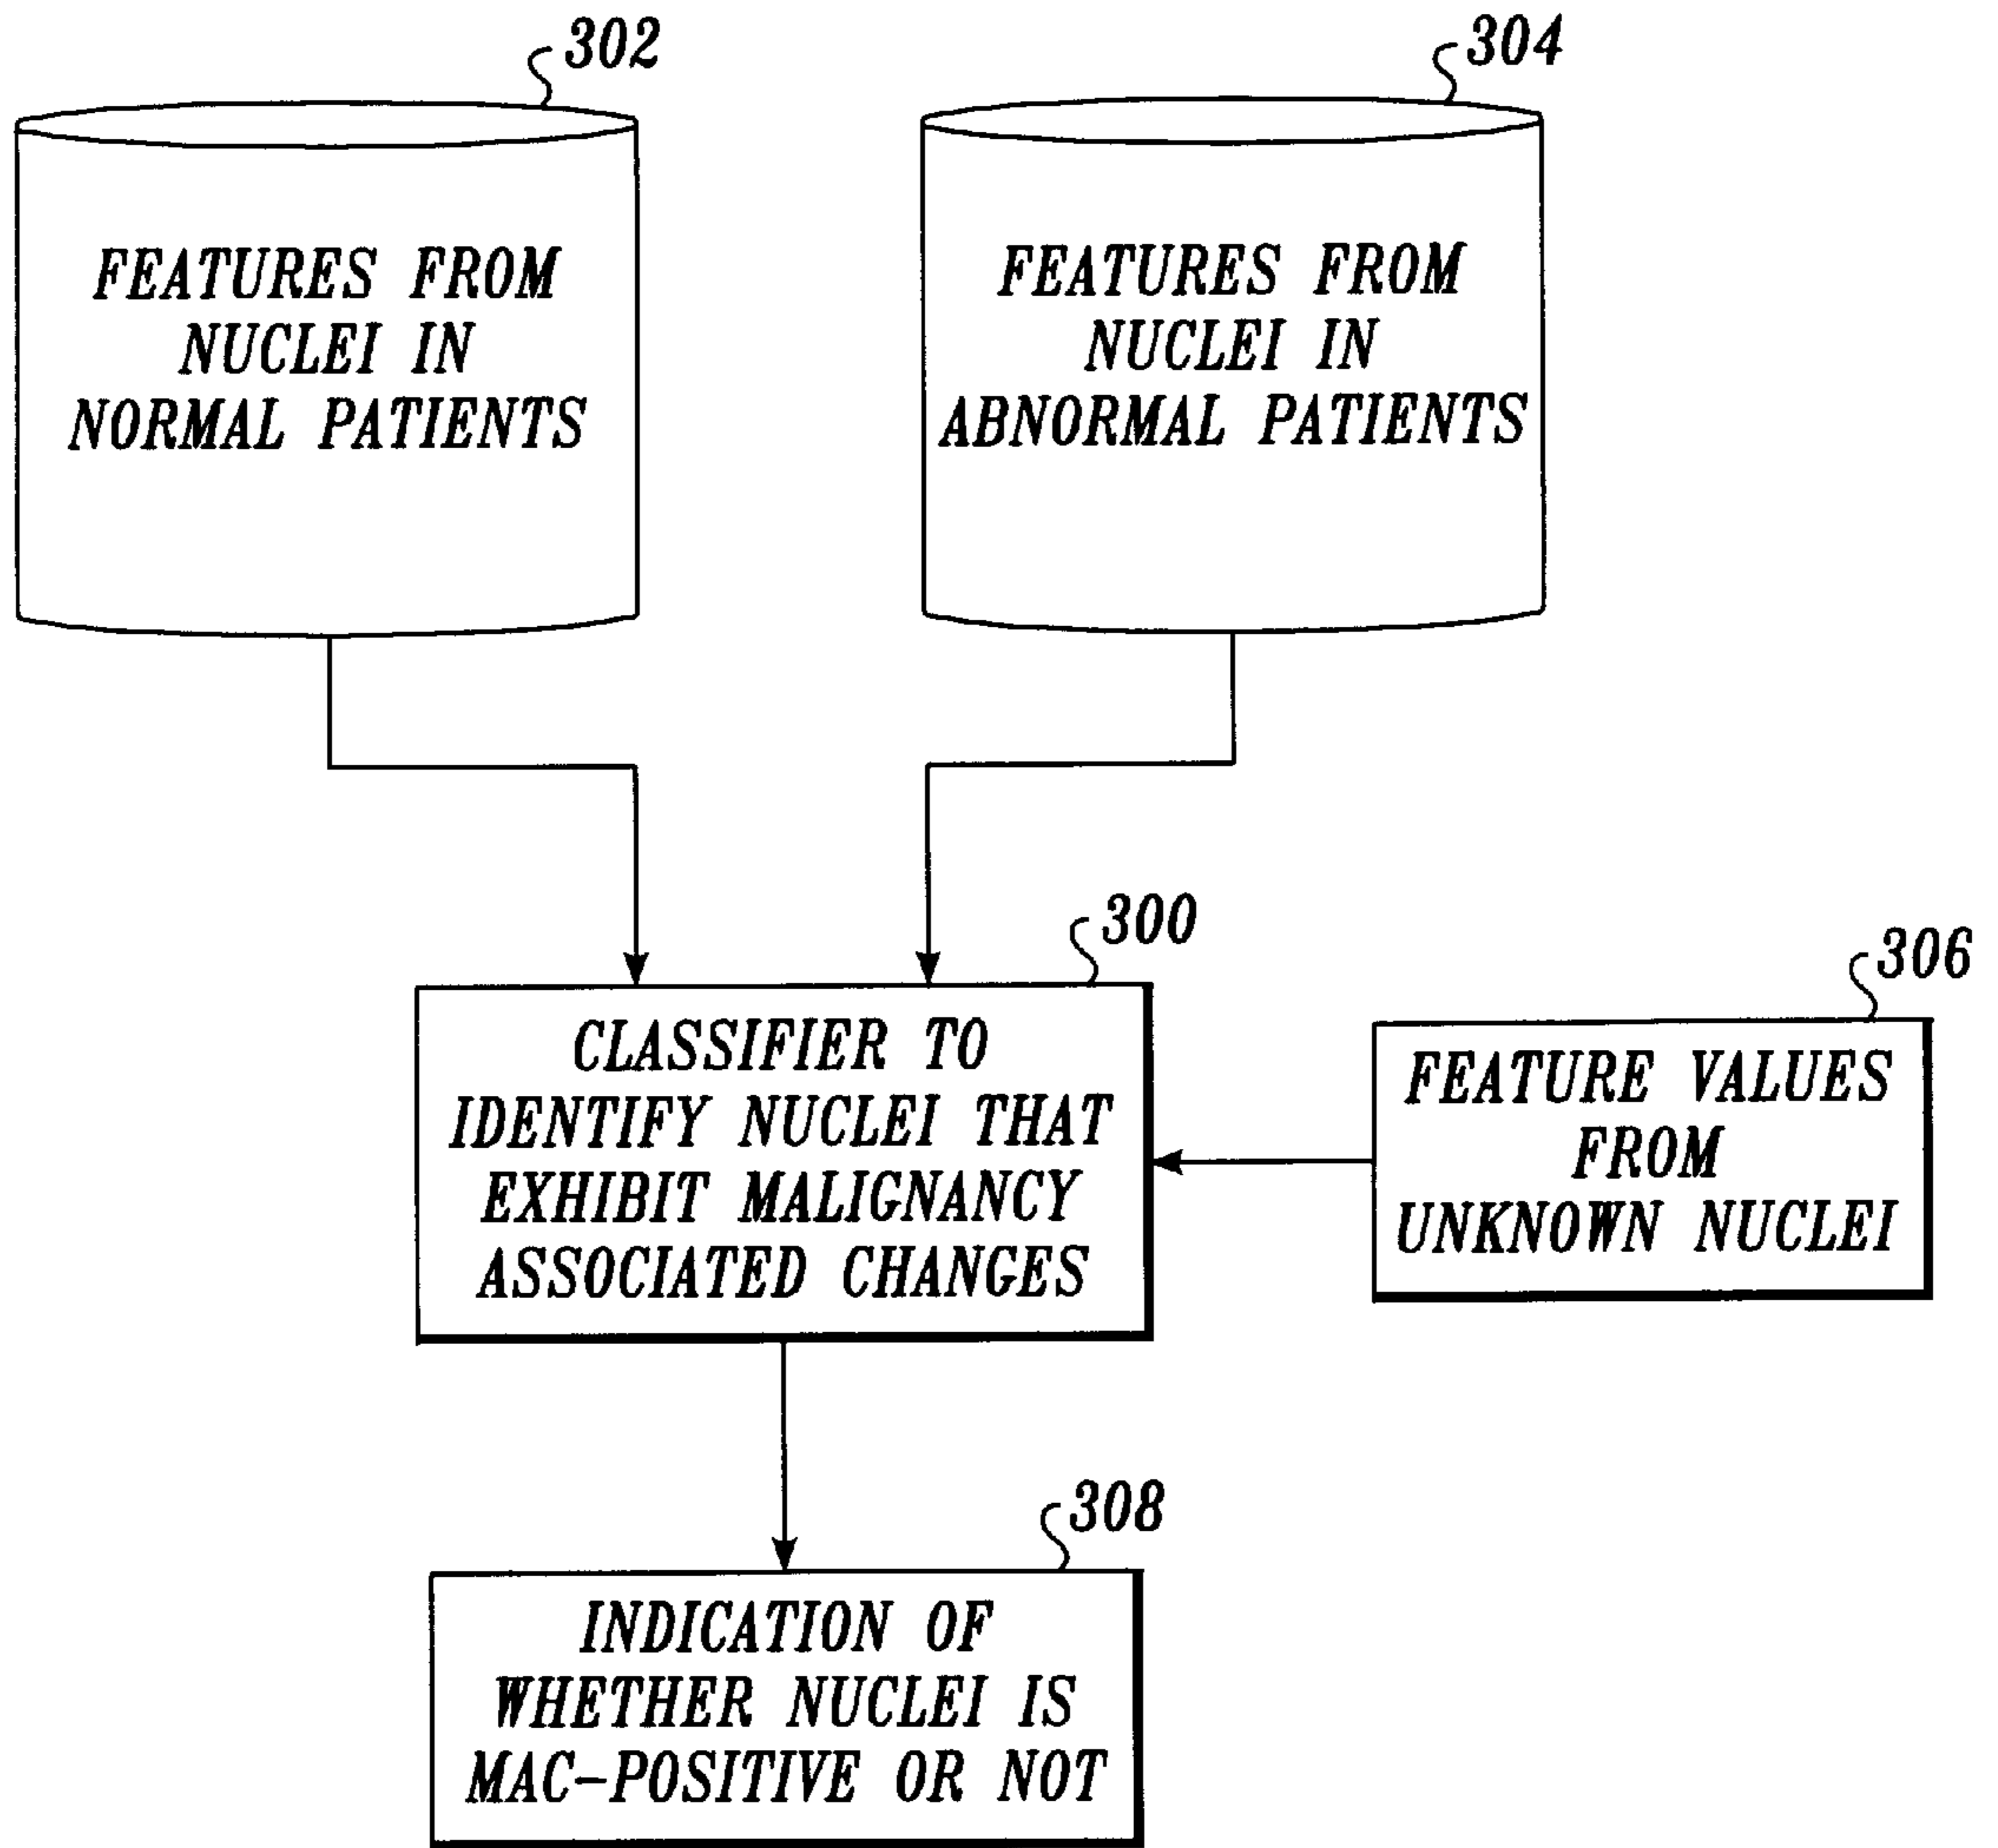 302
304
FEATURES FROM
NUCLEI IN
NORMAL PATIENTS
FEATURES FROM
NUCLEI IN
ABNORMAL PATIENTS
300
CLASSIFIER TO
IDENTIFY NUCLEI THAT
EXHIBIT MALIGNANCY
ASSOCIATED CHANGES
306
FEATURE VALUES
FROM
UNKNOWN NUCLEI
308
INDICATION OF
WHETHER NUCLEI IS
MAC-POSITIVE OR NOT